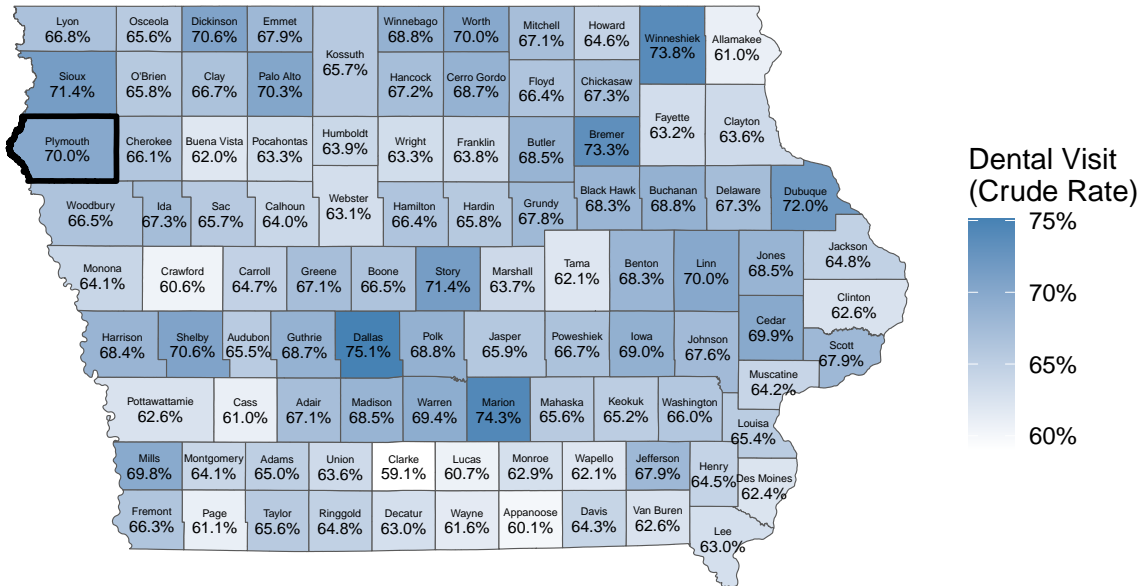 Lyon
66.8%
Osceola
65.6%
Dickinson
70.6%
Emmet
67.9%
Kossuth
65.7%
Winnebago
68.8%
Worth
70.0%
Mitchell
67.1%
Howard
64.6%
Winneshiek
73.8%
Allamakee
61.0%
Sioux
71.4%
O'Brien
65.8%
Clay
66.7%
Palo Alto
70.3%
Hancock
67.2%
Cerro Gordo
68.7%
Floyd
66.4%
Chickasaw
67.3%
Fayette
63.2%
Clayton
63.6%
Plymouth
70.0%
Cherokee
66.1%
Buena Vista
62.0%
Pocahontas
63.3%
Humboldt
63.9%
Wright
63.3%
Franklin
63.8%
Butler
68.5%
Bremer
73.3%
Woodbury
66.5%
Ida
67.3%
Sac
65.7%
Calhoun
64.0%
Webster
63.1%
Hamilton
66.4%
Hardin
65.8%
Grundy
67.8%
Black Hawk
68.3%
Buchanan
68.8%
Delaware
67.3%
Dubuque
72.0%
Monona
64.1%
Crawford
60.6%
Carroll
64.7%
Greene
67.1%
Boone
66.5%
Story
71.4%
Marshall
63.7%
Tama
62.1%
Benton
68.3%
Linn
70.0%
Jones
68.5%
Jackson
64.8%
Clinton
62.6%
Harrison
68.4%
Shelby
70.6%
Audubon
65.5%
Guthrie
68.7%
Dallas
75.1%
Polk
68.8%
Jasper
65.9%
Poweshiek
66.7%
Iowa
69.0%
Johnson
67.6%
Cedar
69.9%
Scott
67.9%
Muscatine
64.2%
Pottawattamie
62.6%
Cass
61.0%
Adair
67.1%
Madison
68.5%
Warren
69.4%
Marion
74.3%
Mahaska
65.6%
Keokuk
65.2%
Washington
66.0%
Louisa
65.4%
Mills
69.8%
Montgomery
64.1%
Adams
65.0%
Union
63.6%
Clarke
59.1%
Lucas
60.7%
Monroe
62.9%
Wapello
62.1%
Jefferson
67.9%
Henry
64.5%
Des Moines
62.4%
Fremont
66.3%
Page
61.1%
Taylor
65.6%
Ringgold
64.8%
Decatur
63.0%
Wayne
61.6%
Appanoose
60.1%
Davis
64.3%
Van Buren
62.6%
Lee
63.0%
Dental Visit
(Crude Rate)
75%
70%
65%
60%